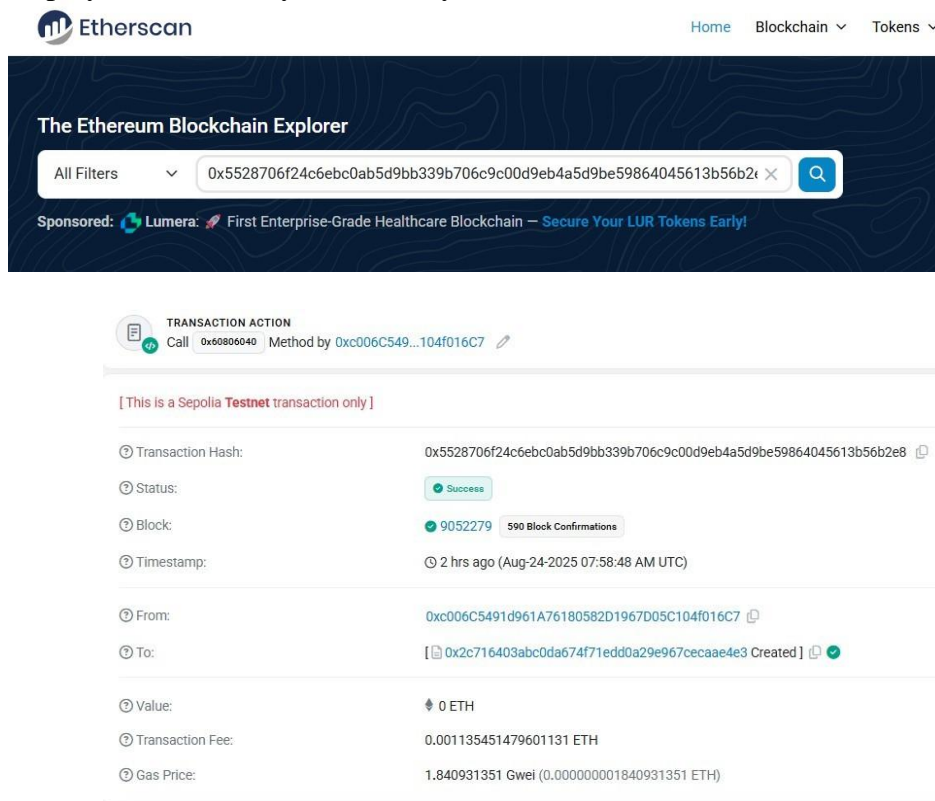 Etherscan
Home Blockchain Tokens
The Ethereum Blockchain Explorer
All Filters 0x5528706f24c6ebc0ab5d9bb339b706c9c00d9eb4a5d9be59864045613b56b2e
Sponsored: Lumera: 🚀 First Enterprise-Grade Healthcare Blockchain – Secure Your LUR Tokens Early!
TRANSACTION ACTION
Call 0x60806040 Method by 0xc006C549...104f016C7
[ This is a Sepolia Testnet transaction only ]
Transaction Hash: 0x5528706f24c6ebc0ab5d9bb339b706c9c00d9eb4a5d9be59864045613b56b2e8
Status: Success
Block: 9052279 590 Block Confirmations
Timestamp: 2 hrs ago (Aug-24-2025 07:58:48 AM UTC)
From: 0xc006C5491d961A76180582D1967D05C104f016C7
To: [ 0x2c716403abc0da674f71edd0a29e967cecaae4e3 Created ]
Value: 0 ETH
Transaction Fee: 0.001135451479601131 ETH
Gas Price: 1.840931351 Gwei (0.000000001840931351 ETH)